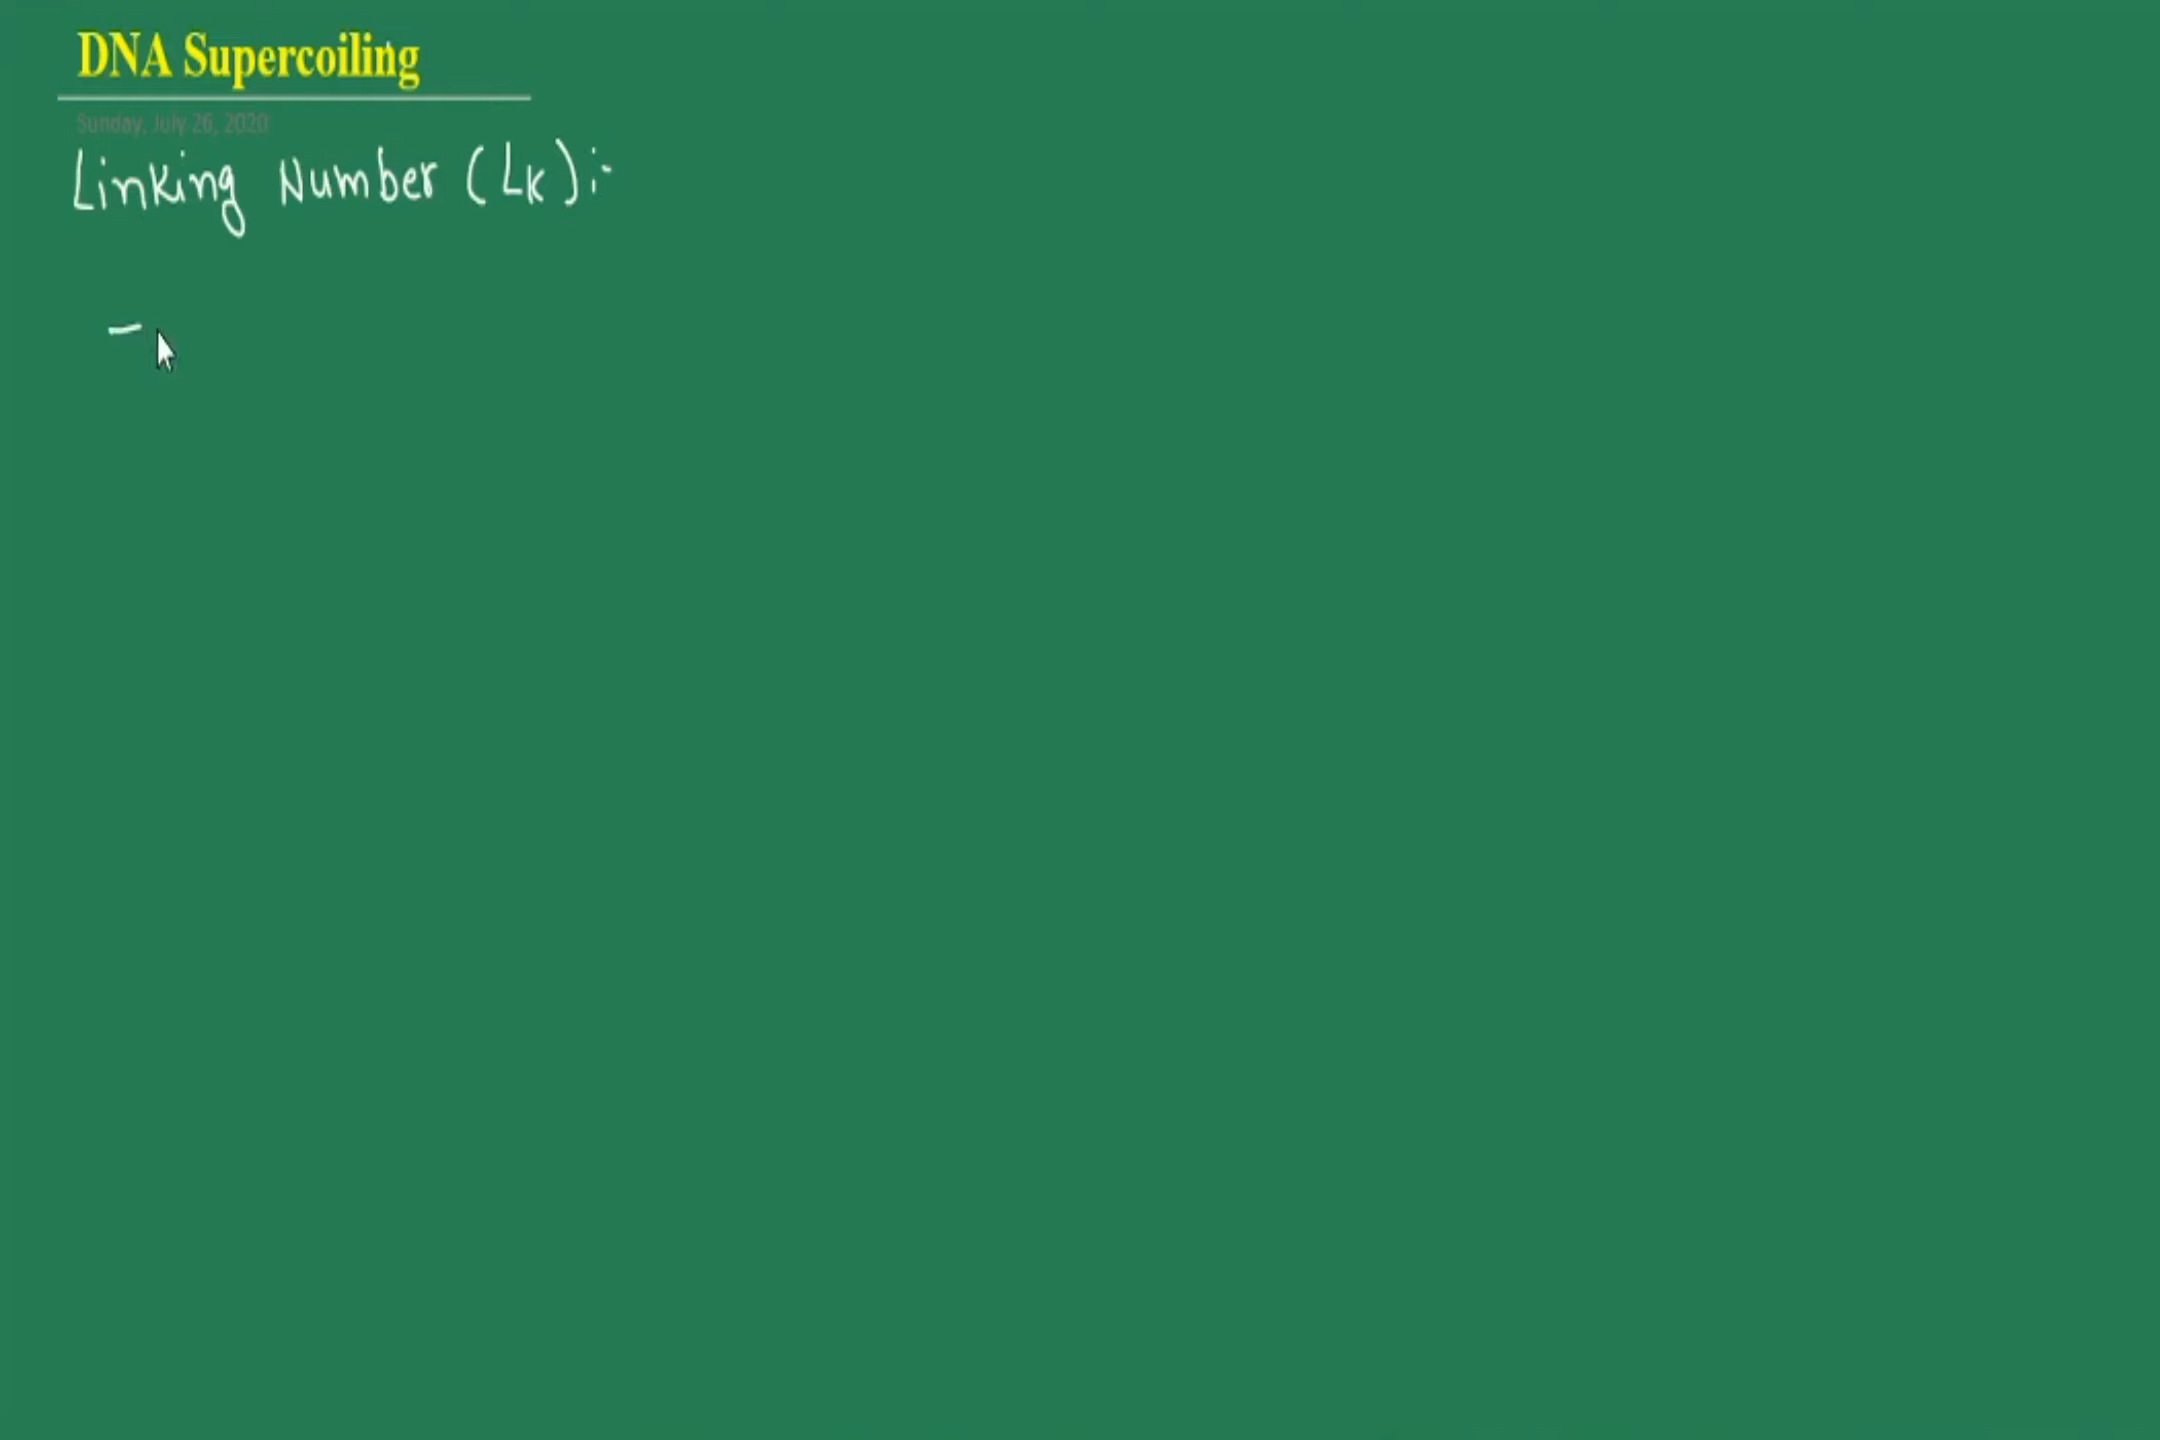 DNA Supercoiling
Sunday, July 26, 2020
Linking Number (Lk):-
-